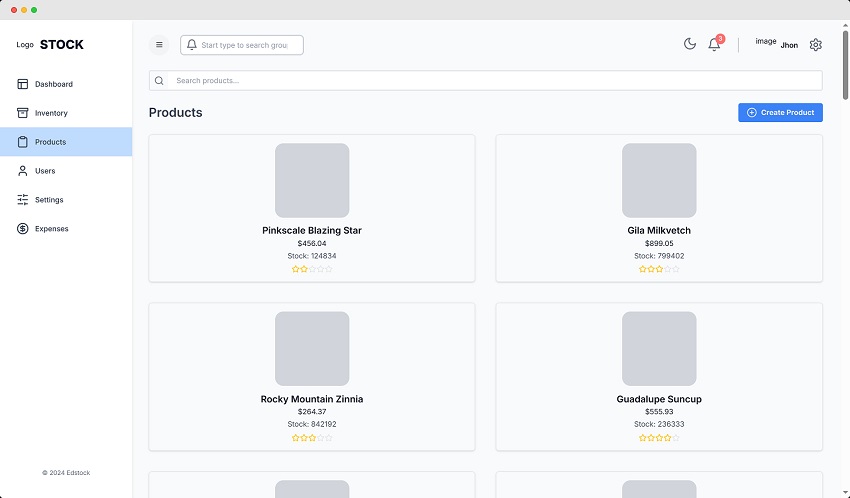 Logo STOCK
Start type to search grou
3
image
Jhon
Dashboard
Inventory
Products
Users
Settings
Expenses
© 2024 Edstock
Search products...
Products
Create Product
Pinkscale Blazing Star
$456.04
Stock: 124834
Gila Milkvetch
$899.05
Stock: 799402
Rocky Mountain Zinnia
$264.37
Stock: 842192
Guadalupe Suncup
$555.93
Stock: 236333